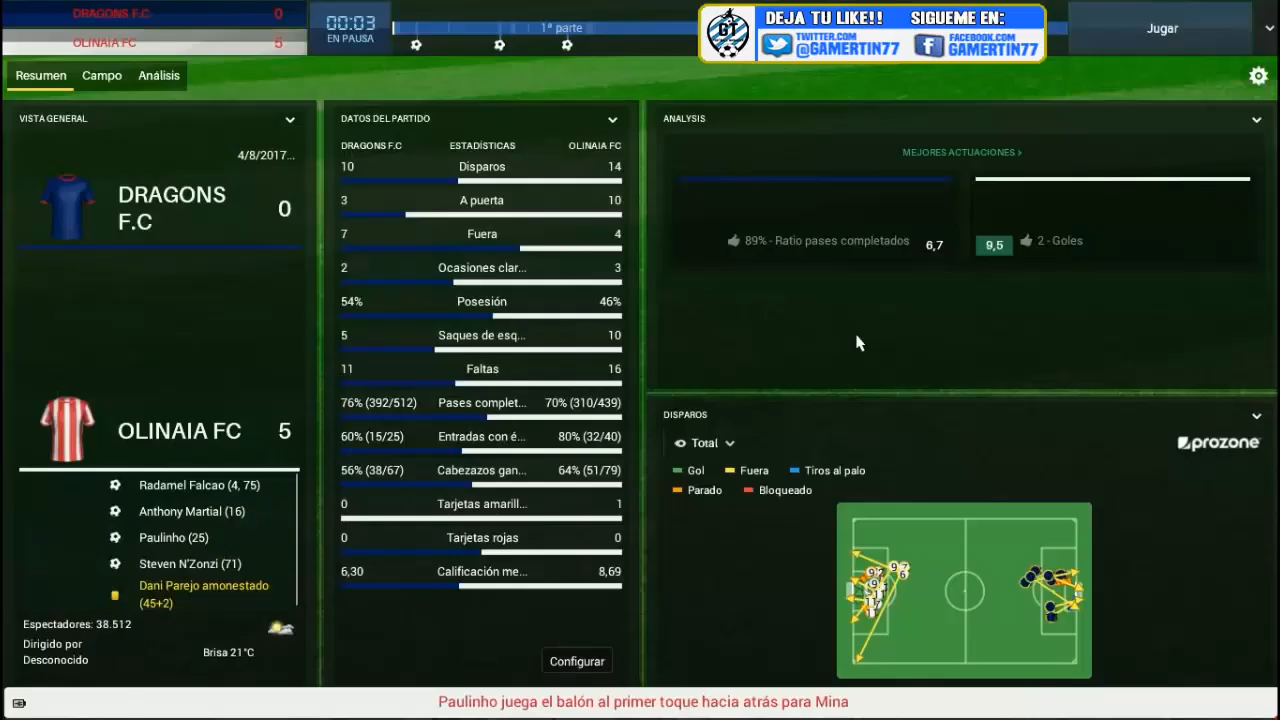 DRAGONS F.C 0
OLINAIA FC 5
00:03
EN PAUSA
1ª parte
GT
DEJA TU LIKE!! SIGUEME EN:
TWITTER.COM/
@GAMERTIN77
FACEBOOK.COM/
GAMERTIN77
Jugar
Resumen Campo Análisis
VISTA GENERAL
4/8/2017...
DRAGONS
F.C
0
OLINAIA FC 5
Radamel Falcao (4, 75)
Anthony Martial (16)
Paulinho (25)
Steven N'Zonzi (71)
Dani Parejo amonestado
(45+2)
Espectadores: 38.512
Dirigido por
Desconocido
Brisa 21°C
DATOS DEL PARTIDO
DRAGONS F.C ESTADÍSTICAS OLINAIA FC
10 Disparos 14
3 A puerta 10
7 Fuera 4
2 Ocasiones clar... 3
54% Posesión 46%
5 Saques de esq... 10
11 Faltas 16
76% (392/512) Pases complet... 70% (310/439)
60% (15/25) Entradas con é... 80% (32/40)
56% (38/67) Cabezazos gan... 64% (51/79)
0 Tarjetas amarill... 1
0 Tarjetas rojas 0
6,30 Calificación me... 8,69
Configurar
ANALYSIS
MEJORES ACTUACIONES >
89% - Ratio pases completados 6,7
9,5 2 - Goles
DISPAROS
Total
prozone
Gol Fuera Tiros al palo
Parado Bloqueado
Paulinho juega el balón al primer toque hacia atrás para Mina